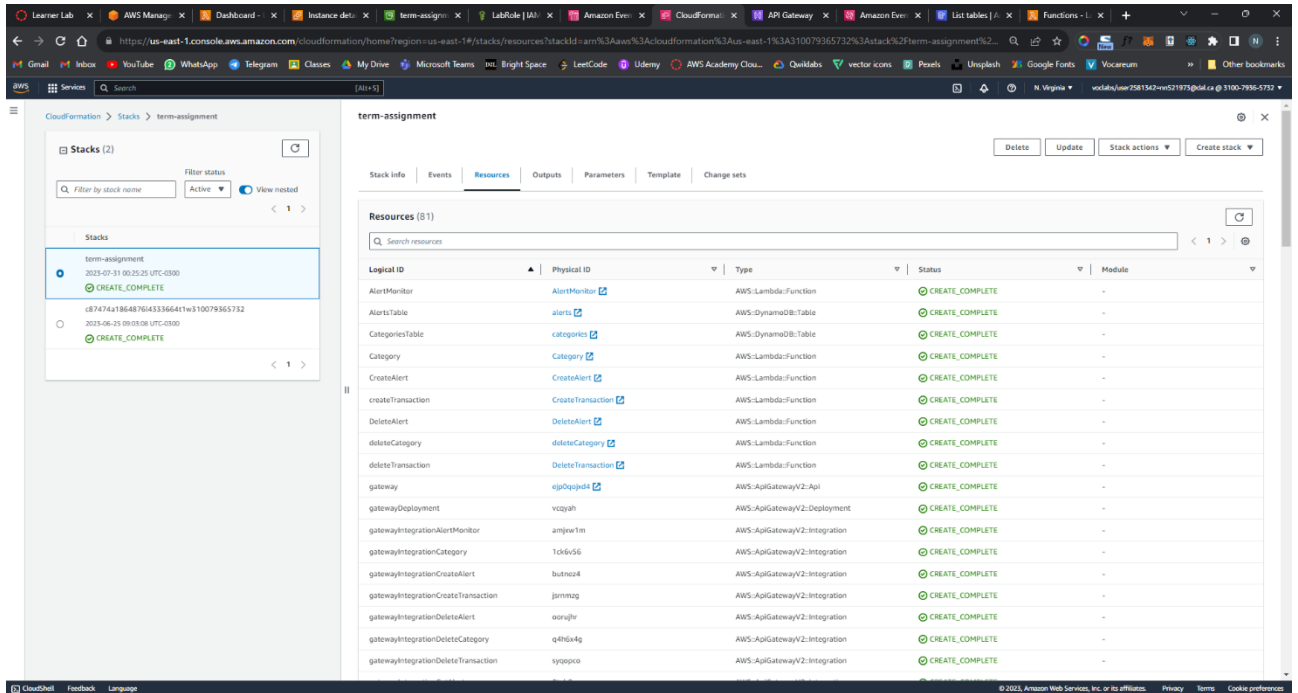 Learner Lab
AWS Manage
Dashboard -
Instance deta
term-assignm
LabRole | IAM
Amazon Even
CloudFormati
API Gateway
Amazon Even
List tables | A
Functions - L
https://us-east-1.console.aws.amazon.com/cloudformation/home?region=us-east-1#/stacks/resources?stackId=arn%3Aaws%3Acloudformation%3Aus-east-1%3A310079365732%3Astack%2Fterm-assignment%2...
Gmail Inbox YouTube WhatsApp Telegram Classes My Drive Microsoft Teams Bright Space LeetCode Udemy AWS Academy Clou... Qwiklabs vector icons Pexels Unsplash Google Fonts Vocareum » Other bookmarks
aws Services Search [Alt+S] N. Virginia voclabs/user2581342=nn521973@dal.ca @ 3100-7936-5732
CloudFormation > Stacks > term-assignment
Stacks (2)
Filter status
Filter by stack name Active View nested
< 1 >
Stacks
term-assignment
2023-07-31 00:25:25 UTC-0300
CREATE_COMPLETE
2023-06-25 09:03:08 UTC-0300
CREATE_COMPLETE
< 1 >
term-assignment
Delete Update Stack actions Create stack
Stack info Events Resources Outputs Parameters Template Change sets
Resources (81)
Search resources < 1 >
Logical ID Physical ID Type Status Module
AlertMonitor AlertMonitor AWS::Lambda::Function CREATE_COMPLETE -
AlertsTable alerts AWS::DynamoDB::Table CREATE_COMPLETE -
CategoriesTable categories AWS::DynamoDB::Table CREATE_COMPLETE -
Category Category AWS::Lambda::Function CREATE_COMPLETE -
CreateAlert CreateAlert AWS::Lambda::Function CREATE_COMPLETE -
createTransaction CreateTransaction AWS::Lambda::Function CREATE_COMPLETE -
DeleteAlert DeleteAlert AWS::Lambda::Function CREATE_COMPLETE -
deleteCategory deleteCategory AWS::Lambda::Function CREATE_COMPLETE -
deleteTransaction DeleteTransaction AWS::Lambda::Function CREATE_COMPLETE -
gateway ejp0qojxd4 AWS::ApiGatewayV2::Api CREATE_COMPLETE -
gatewayDeployment vcqyah AWS::ApiGatewayV2::Deployment CREATE_COMPLETE -
gatewayIntegrationAlertMonitor amjxw1m AWS::ApiGatewayV2::Integration CREATE_COMPLETE -
gatewayIntegrationCategory 1ck6v56 AWS::ApiGatewayV2::Integration CREATE_COMPLETE -
gatewayIntegrationCreateAlert butnez4 AWS::ApiGatewayV2::Integration CREATE_COMPLETE -
gatewayIntegrationCreateTransaction jsrnmzg AWS::ApiGatewayV2::Integration CREATE_COMPLETE -
gatewayIntegrationDeleteAlert oorujhr AWS::ApiGatewayV2::Integration CREATE_COMPLETE -
gatewayIntegrationDeleteCategory q4h6x4g AWS::ApiGatewayV2::Integration CREATE_COMPLETE -
gatewayIntegrationDeleteTransaction syqopco AWS::ApiGatewayV2::Integration CREATE_COMPLETE -
CloudShell Feedback Language © 2023, Amazon Web Services, Inc. or its affiliates. Privacy Terms Cookie preferences